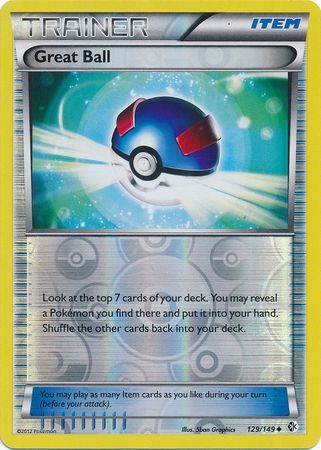 TRAINER
ITEM
Great Ball
Look at the top 7 cards of your deck. You may reveal
a Pokémon you find there and put it into your hand.
Shuffle the other cards back into your deck.
You may play as many Item cards as you like during your turn
(before your attack).
©2012 Pokémon
Illus. 5ban Graphics
129/149